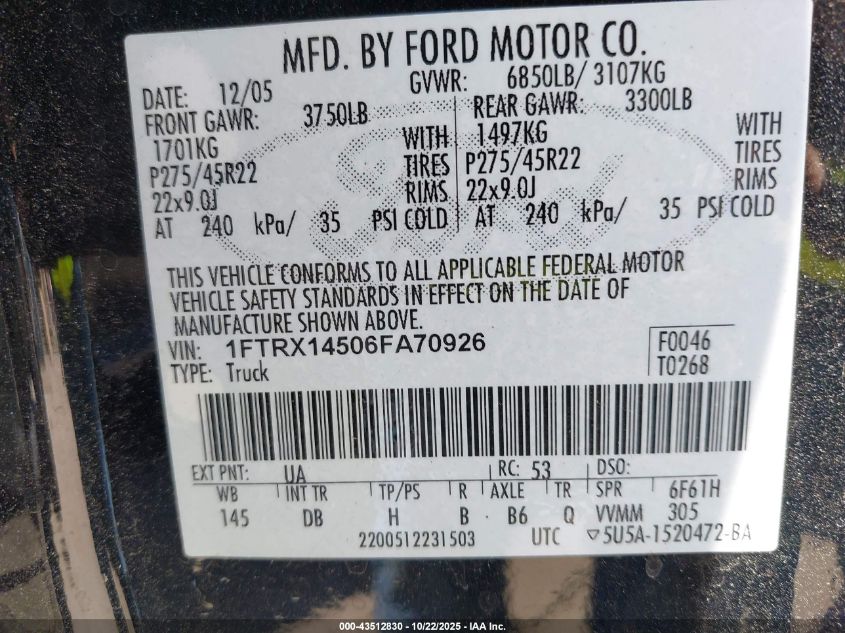 MFD. BY FORD MOTOR CO.
DATE: 12/05 GVWR: 6850LB/ 3107KG
FRONT GAWR: 3750LB REAR GAWR: 3300LB
1701KG WITH 1497KG WITH
P275/45R22 TIRES P275/45R22 TIRES
22x9.0J RIMS 22x9.0J RIMS
AT 240 kPa/ 35 PSI COLD AT 240 kPa/ 35 PSI COLD
THIS VEHICLE CONFORMS TO ALL APPLICABLE FEDERAL MOTOR
VEHICLE SAFETY STANDARDS IN EFFECT ON THE DATE OF
MANUFACTURE SHOWN ABOVE.
VIN: 1FTRX14506FA70926 F0046
TYPE: Truck T0268
EXT PNT: UA RC: 53 DSO:
WB INT TR TP/PS R AXLE TR SPR 6F61H
145 DB H B B6 Q VVMM 305
2200512231503 UTC ▽5U5A-1520472-BA
000-43512830 - 10/22/2025 - IAA Inc.